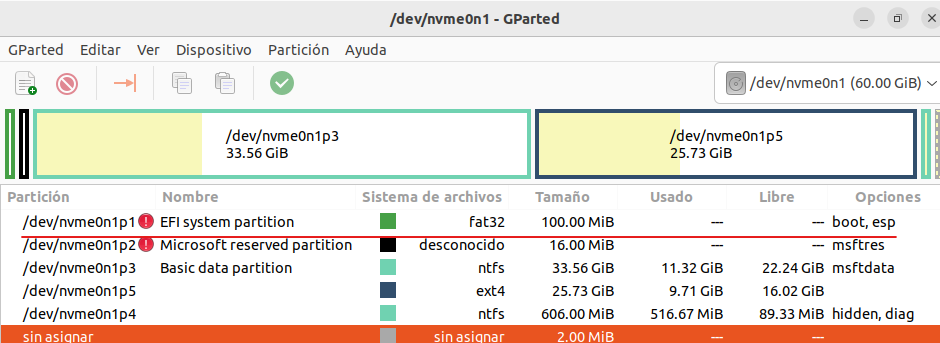 /dev/nvme0n1 - GParted
GParted Editar Ver Dispositivo Partición Ayuda
/dev/nvme0n1 (60.00 GiB)
/dev/nvme0n1p3
33.56 GiB
/dev/nvme0n1p5
25.73 GiB
Partición Nombre Sistema de archivos Tamaño Usado Libre Opciones
/dev/nvme0n1p1 EFI system partition fat32 100.00 MiB --- --- boot, esp
/dev/nvme0n1p2 Microsoft reserved partition desconocido 16.00 MiB --- --- msftres
/dev/nvme0n1p3 Basic data partition ntfs 33.56 GiB 11.32 GiB 22.24 GiB msftdata
/dev/nvme0n1p5 ext4 25.73 GiB 9.71 GiB 16.02 GiB
/dev/nvme0n1p4 ntfs 606.00 MiB 516.67 MiB 89.33 MiB hidden, diag
sin asignar sin asignar 2.00 MiB --- ---